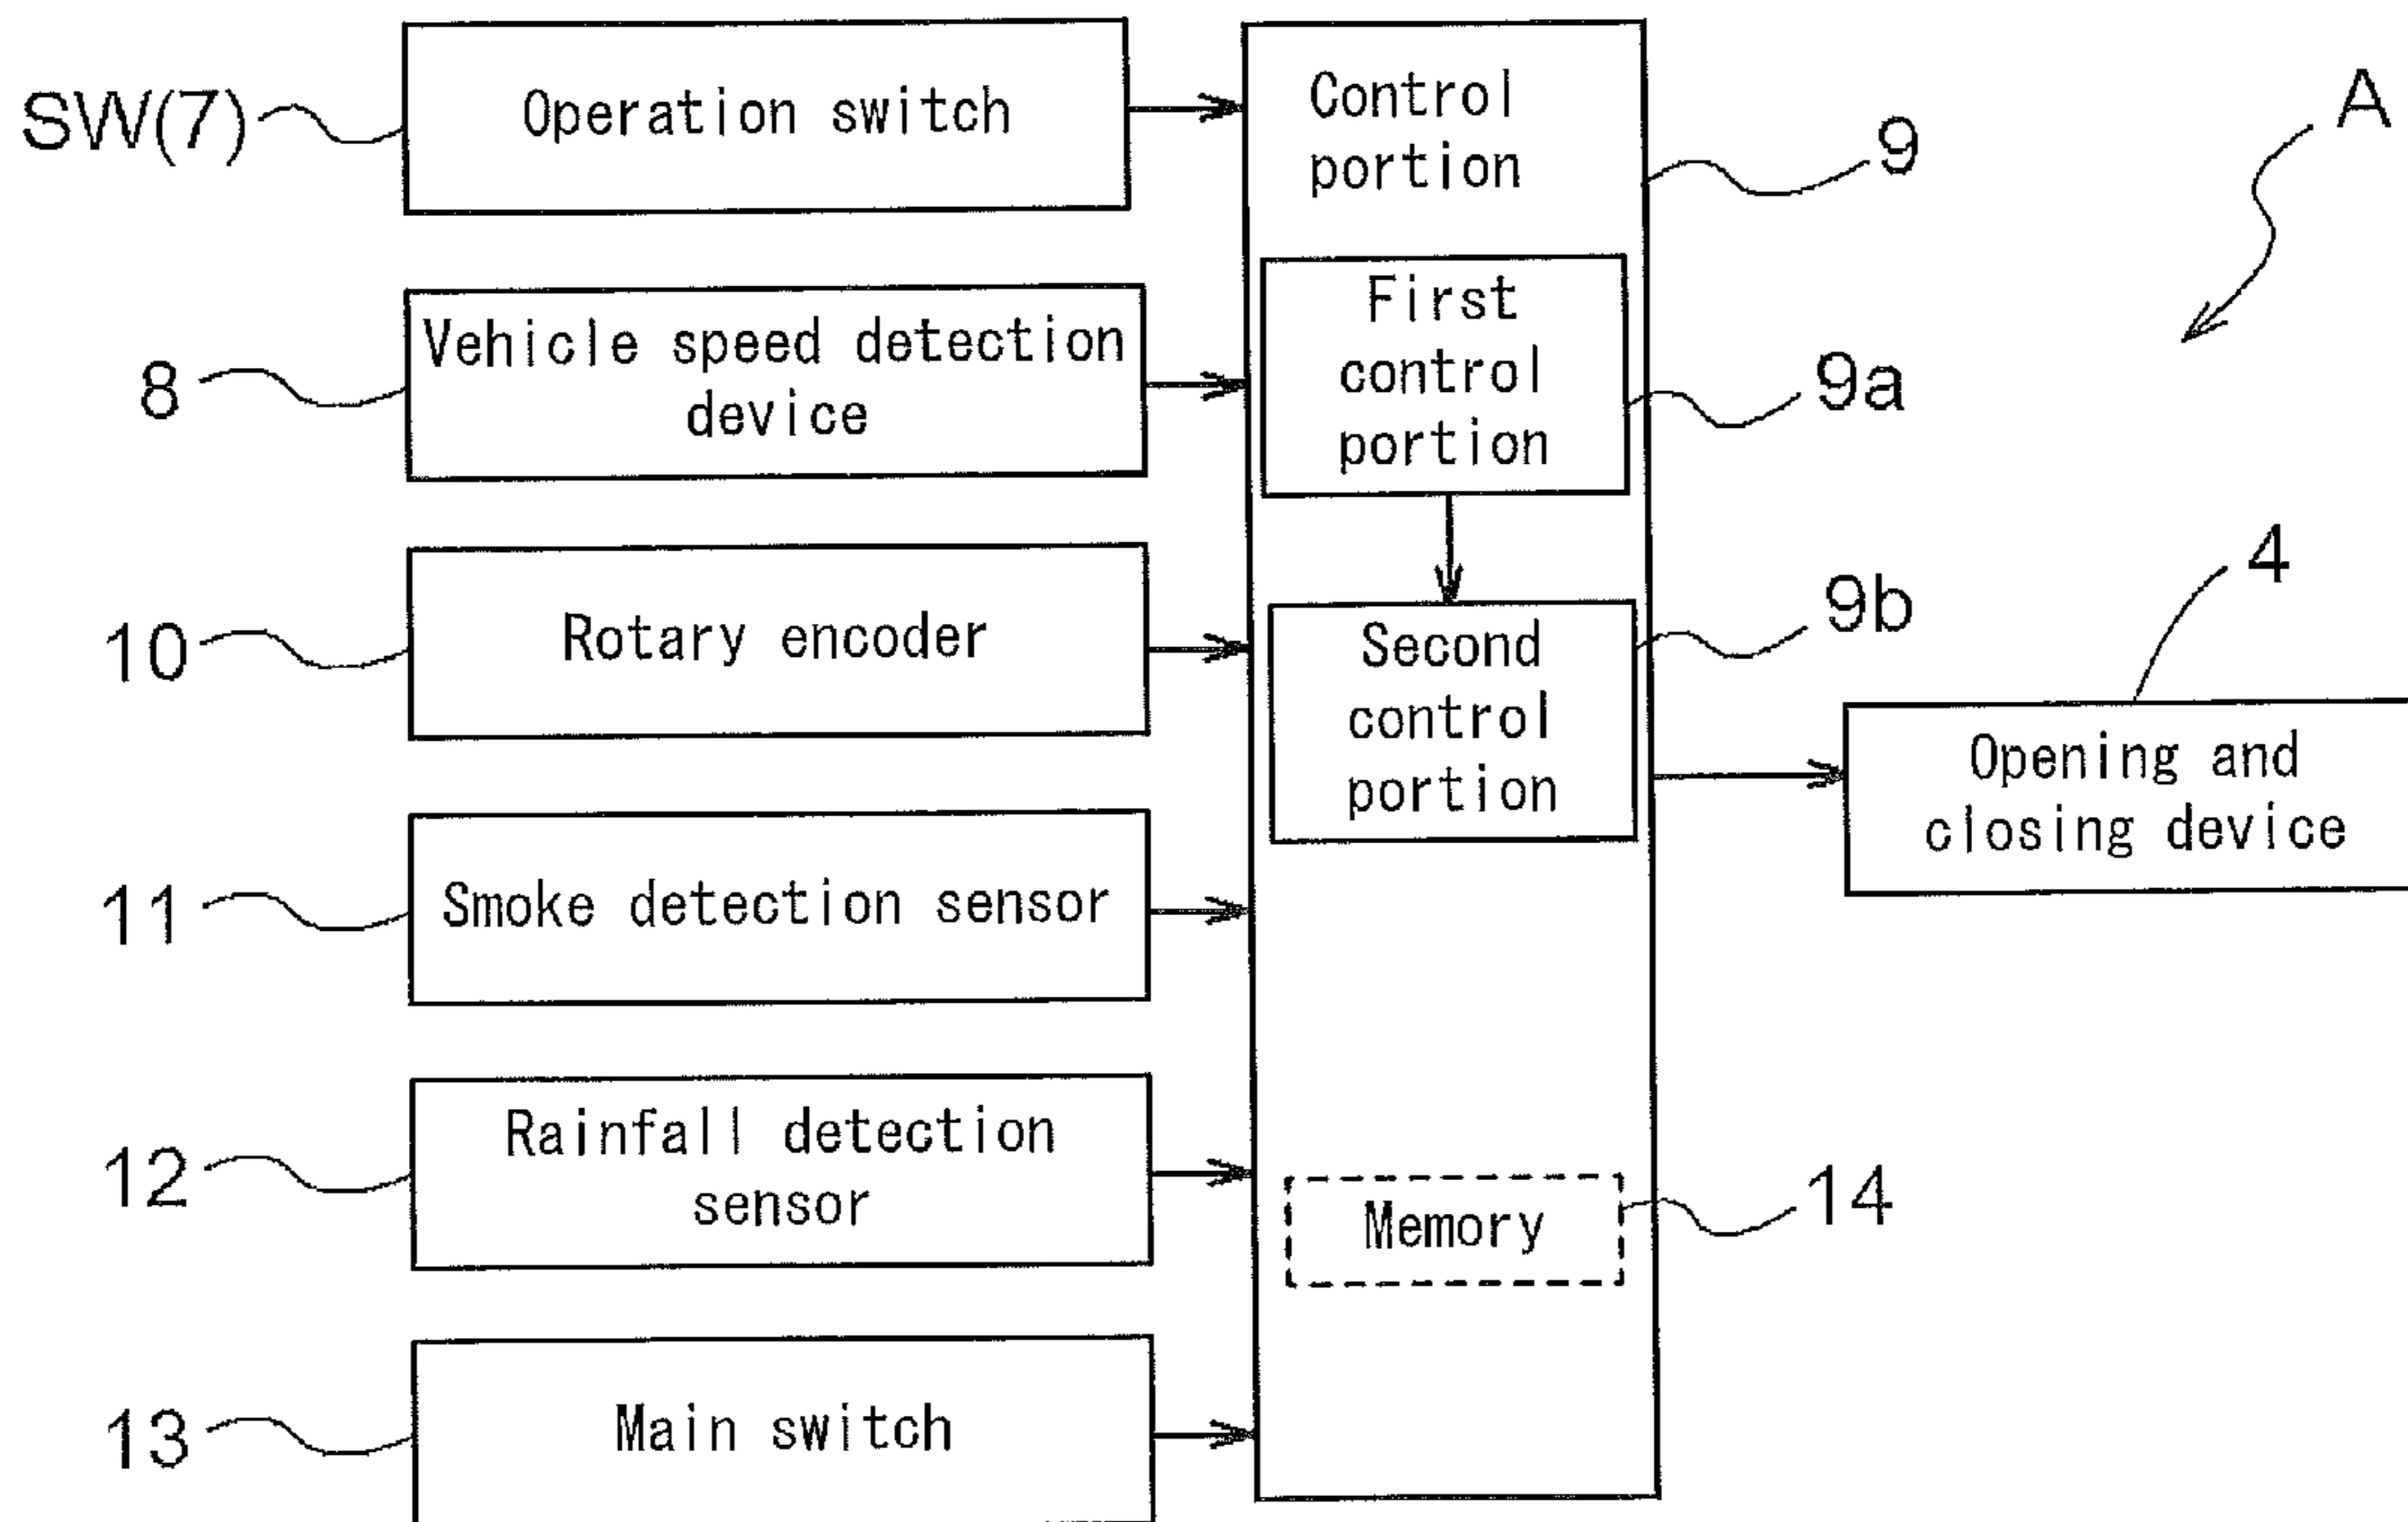 SW(7)
Operation switch
Control
portion
9
A
8
Vehicle speed detection
device
First
control
portion
9a
10
Rotary encoder
Second
control
portion
9b
4
Opening and
closing device
11
Smoke detection sensor
12
Rainfall detection
sensor
Memory
14
13
Main switch